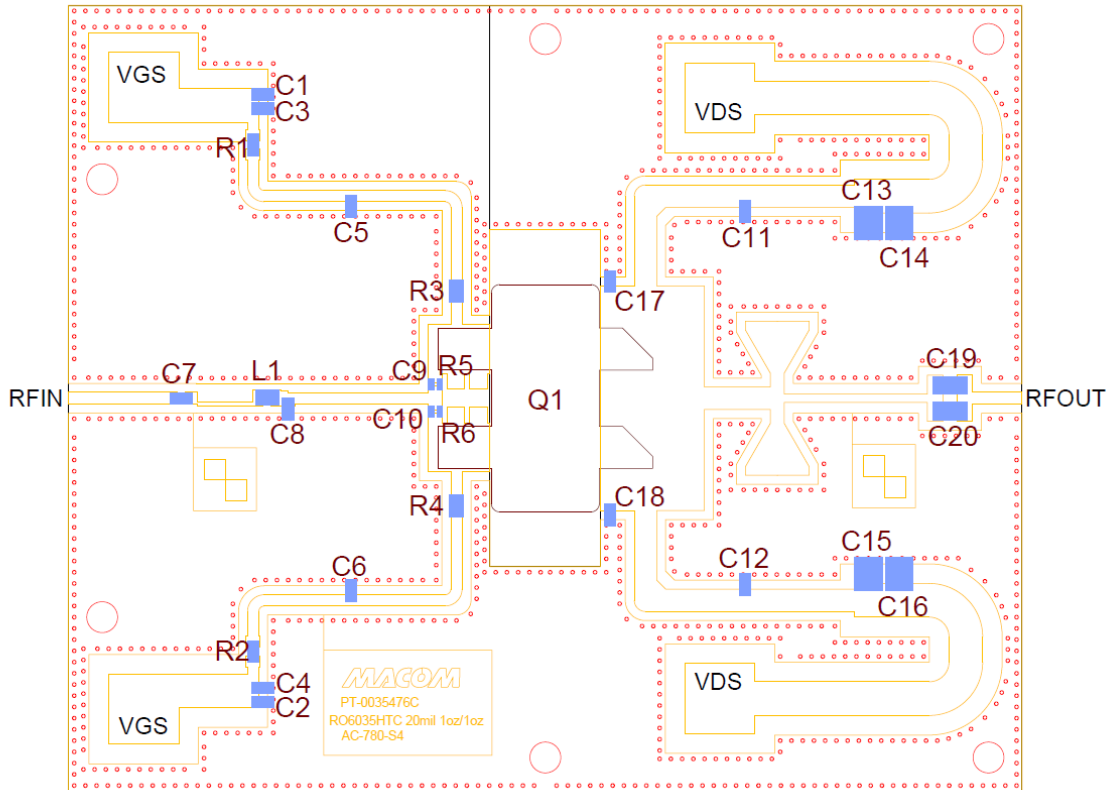 VGS
C1
C3
R1
C5
R3
VDS
C13
C11
C14
C17
RFIN
C7
L1
C8
C9
R5
C10
R6
Q1
C19
RFOUT
C20
R4
C18
C6
C12
C15
C16
R2
C4
C2
VGS
MACOM
PT-0035476C
RO6035HTC 20mil 1oz/1oz
AC-780-S4
VDS